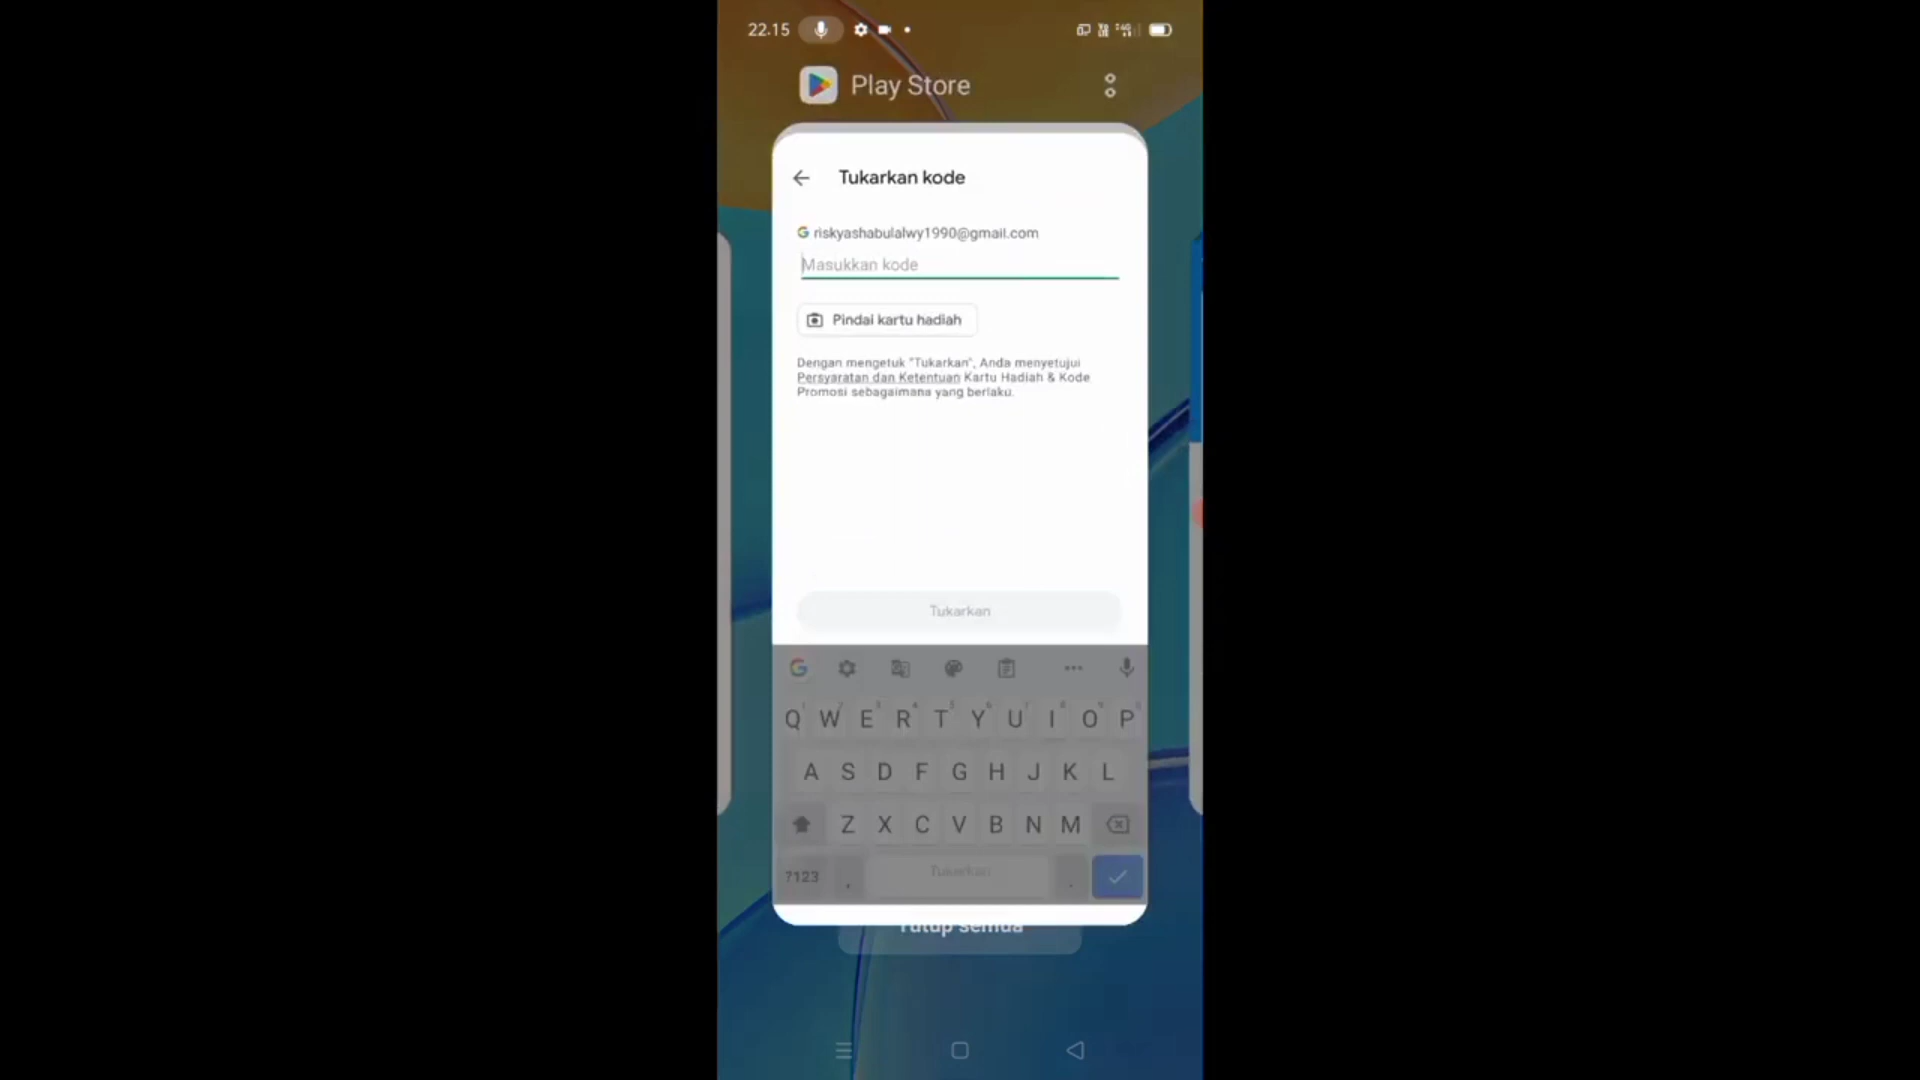 22.15
Play Store
Tukarkan kode
riskyashabulalwy1990@gmail.com
Masukkan kode
Pindai kartu hadiah
Dengan mengetuk "Tukarkan", Anda menyetujui
Persyaratan dan Ketentuan Kartu Hadiah & Kode
Promosi sebagaimana yang berlaku.
Tukarkan
Q W E R T Y U I O P
A S D F G H J K L
Z X C V B N M
?123 , Tukarkan .
Tutup semua